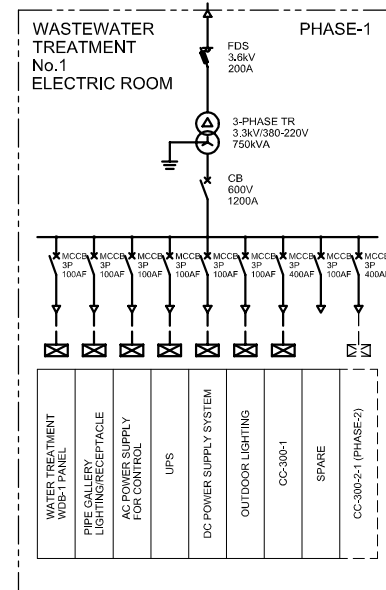 WASTEWATER
TREATMENT
No.1
ELECTRIC ROOM
PHASE-1
FDS
3.6kV
200A
3-PHASE TR
3.3kV/380-220V
750kVA
CB
600V
1200A
MCCB
3P
100AF
MCCB
3P
100AF
MCCB
3P
100AF
MCCB
3P
100AF
MCCB
3P
100AF
MCCB
3P
100AF
MCCB
3P
400AF
MCCB
3P
100AF
MCCB
3P
400AF
WATER TREATMENT
WDB-1 PANEL
PIPE GALLERY
LIGHTING/RECEPTACLE
AC POWER SUPPLY
FOR CONTROL
UPS
DC POWER SUPPLY SYSTEM
OUTDOOR LIGHTING
CC-300-1
SPARE
CC-300-2-1 (PHASE-2)